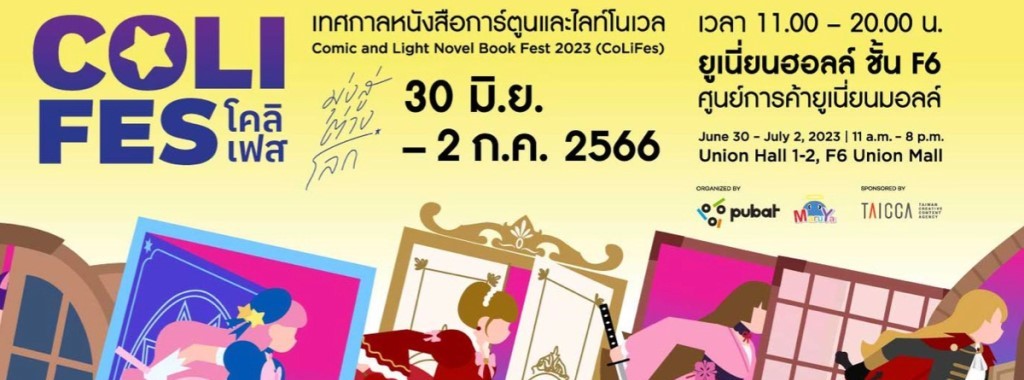 COLI
FES โคลิ
เฟส
เทศกาลหนังสือการ์ตูนและไลท์โนเวล
Comic and Light Novel Book Fest 2023 (CoLiFes)
มุ่งสู่
ต่าง
โลก
30 มิ.ย.
– 2 ก.ค. 2566
เวลา 11.00 – 20.00 น.
ยูเนี่ยนฮอลล์ ชั้น F6
ศูนย์การค้ายูเนี่ยนมอลล์
June 30 – July 2, 2023 | 11 a.m. - 8 p.m.
Union Hall 1-2, F6 Union Mall
ORGANIZED BY
pubat
MaruYa
SPONSORED BY
TAICCA
TAIWAN
CREATIVE
CONTENT
AGENCY